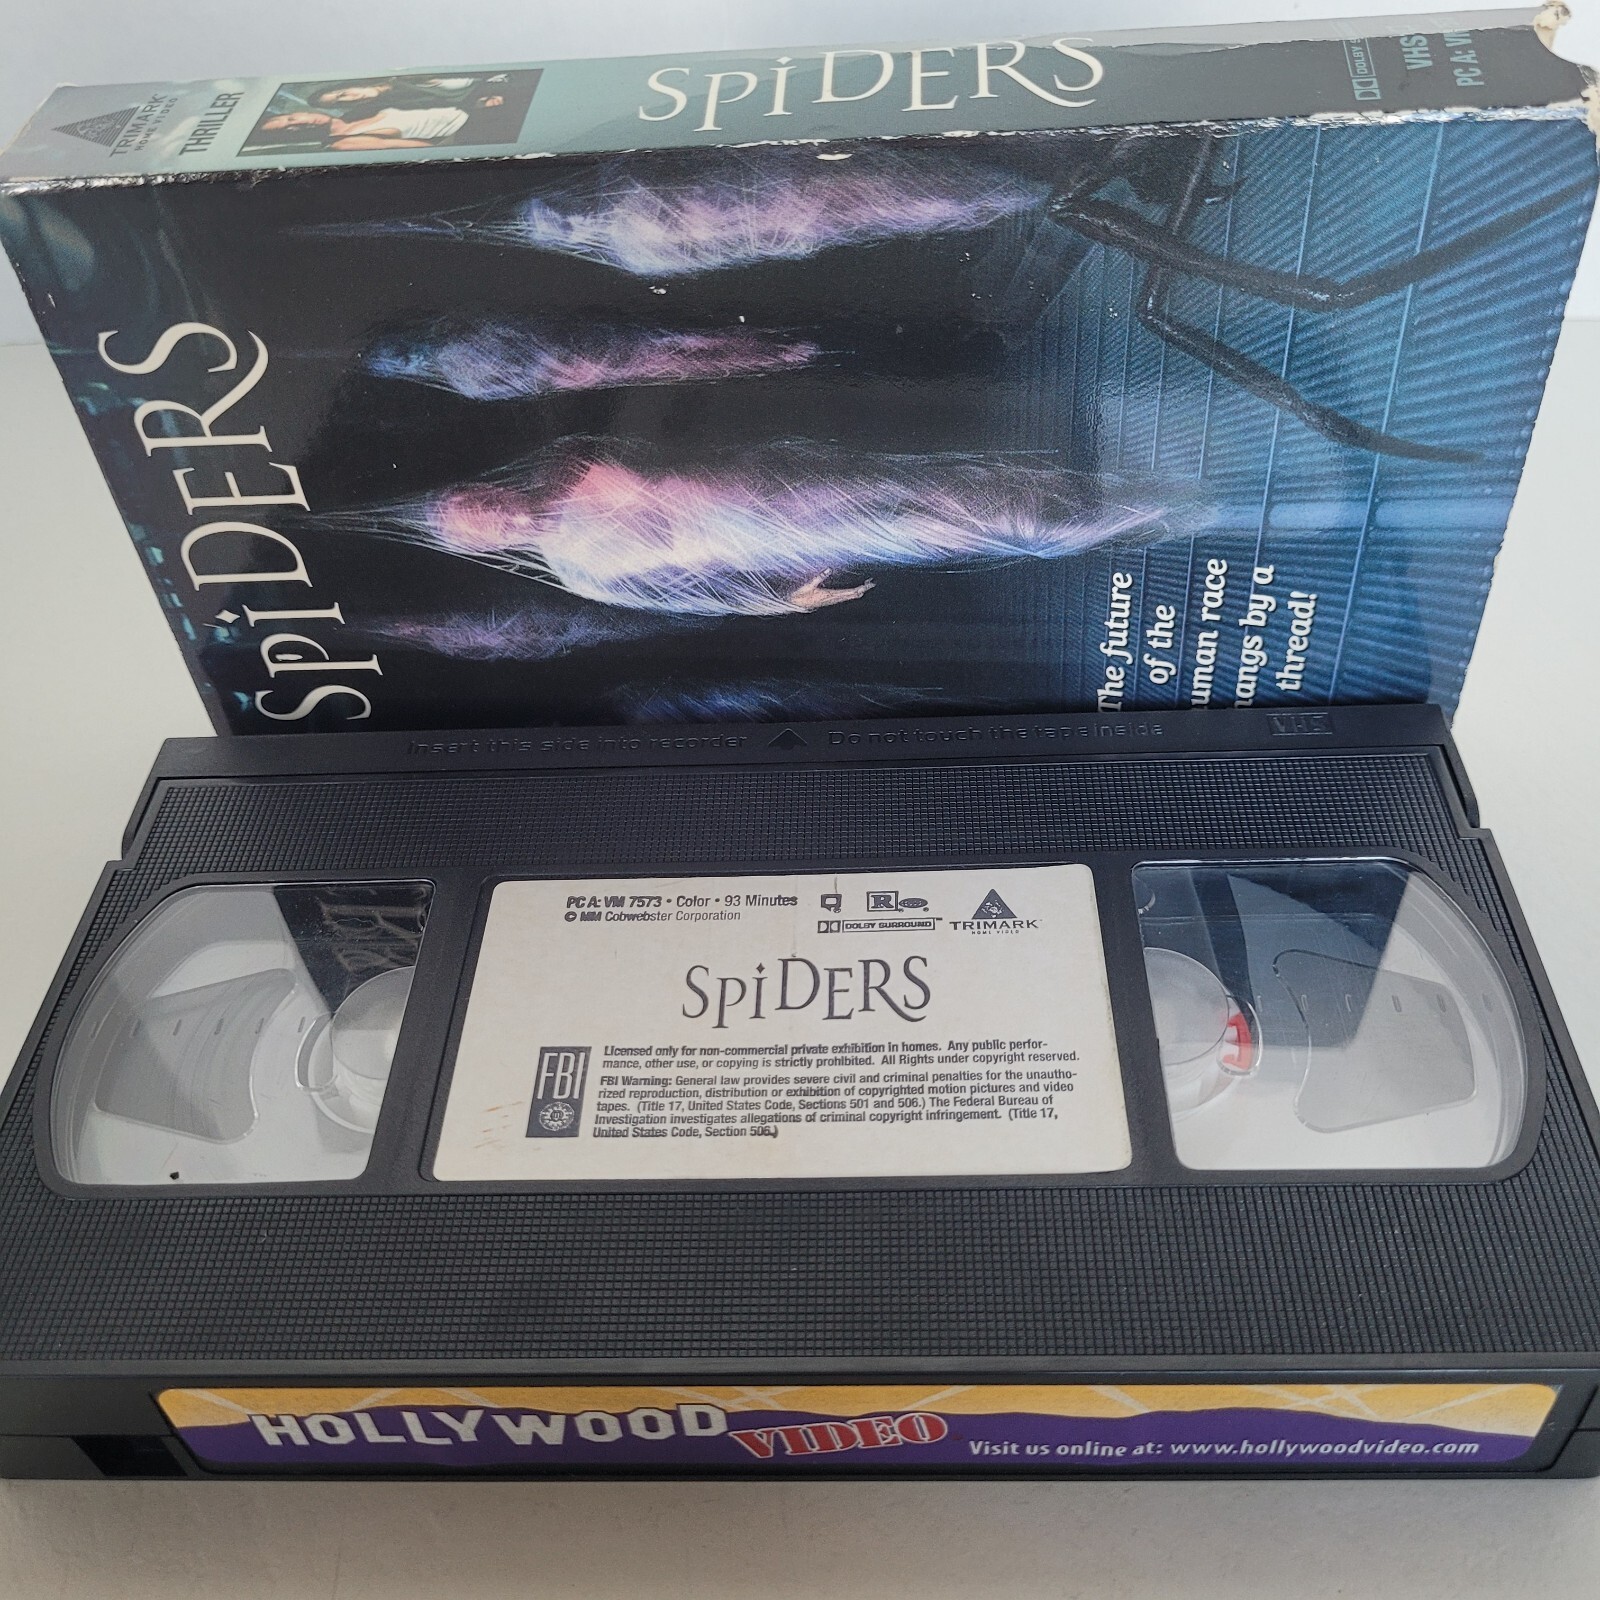 TRIMARK
HOME VIDEO
THRILLER
SPiDERS
DOLBY
VHS
PC A: V
SPiDERS
The future
of the
uman race
hangs by a
thread!
Insert this side into recorder Do not touch the tape inside VHS
PC A: VM 7573 • Color • 93 Minutes
© MM Cobwebster Corporation
R
DOLBY SURROUND™
TRIMARK
HOME VIDEO
SPiDERS
FBI
Licensed only for non-commercial private exhibition in homes. Any public perfor-
mance, other use, or copying is strictly prohibited. All Rights under copyright reserved.
FBI Warning: General law provides severe civil and criminal penalties for the unautho-
rized reproduction, distribution or exhibition of copyrighted motion pictures and video
tapes. (Title 17, United States Code, Sections 501 and 506.) The Federal Bureau of
Investigation investigates allegations of criminal copyright infringement. (Title 17,
United States Code, Section 506.)
HOLLYWOOD VIDEO Visit us online at: www.hollywoodvideo.com